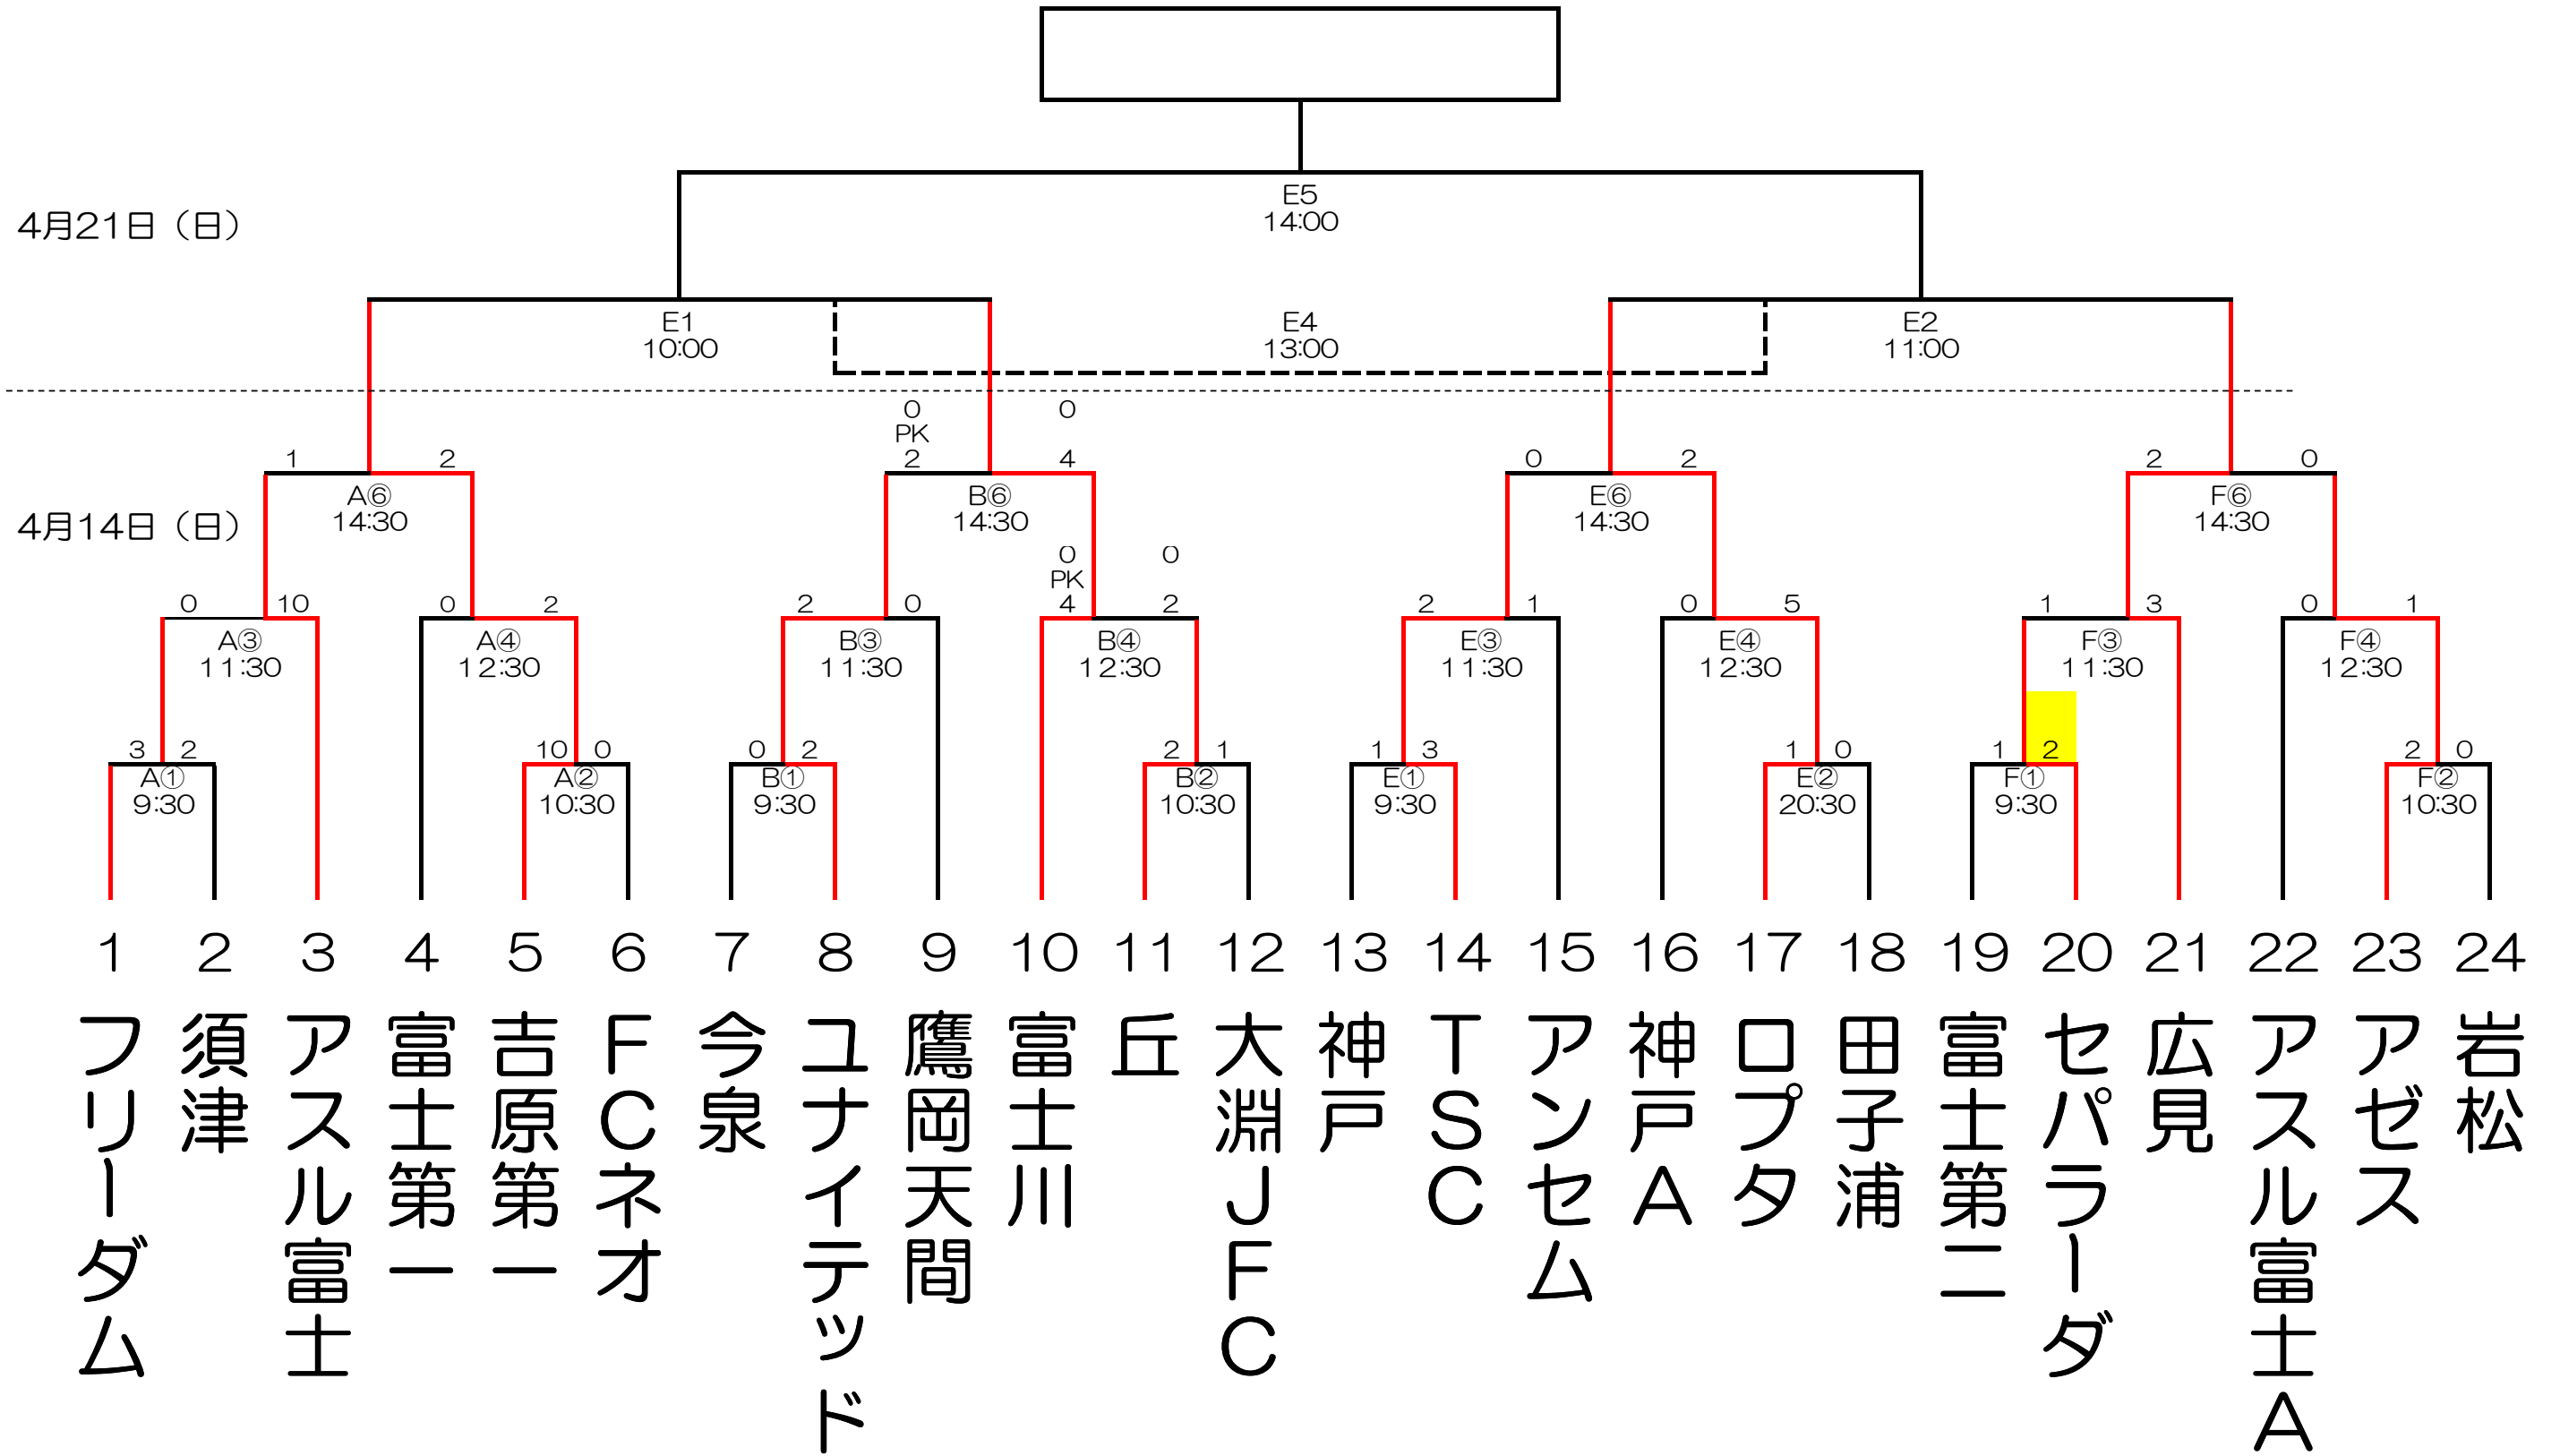 E5
14:00
4月21日（日）
E1
10:00
E4
13:00
E2
11:00
0 0
PK
1 2 2 4 0 2 2 0
A⑥ B⑥ E⑥ F⑥
14:30 14:30 14:30 14:30
4月14日（日）
0 0
PK
0 10 0 2 2 0 4 2 2 1 0 5 1 3 0 1
A③ A④ B③ B④ E③ E④ F③ F④
11:30 12:30 11:30 12:30 11:30 12:30 11:30 12:30
3 2 10 0 0 2 2 1 1 3 1 0 1 2 2 0
A① A② B① B② E① E② F① F②
9:30 10:30 9:30 10:30 9:30 20:30 9:30 10:30
1 2 3 4 5 6 7 8 9 10 11 12 13 14 15 16 17 18 19 20 21 22 23 24
フリーダム
須津
アスル富士
富士第一
吉原第一
FCネオ
今泉
ユナイテッド
鷹岡天間
富士川
丘
大淵JFC
神戸
TSC
アンセム
神戸A
ロプタ
田子浦
富士第二
セパラーダ
広見
アスル富士A
アゼス
岩松